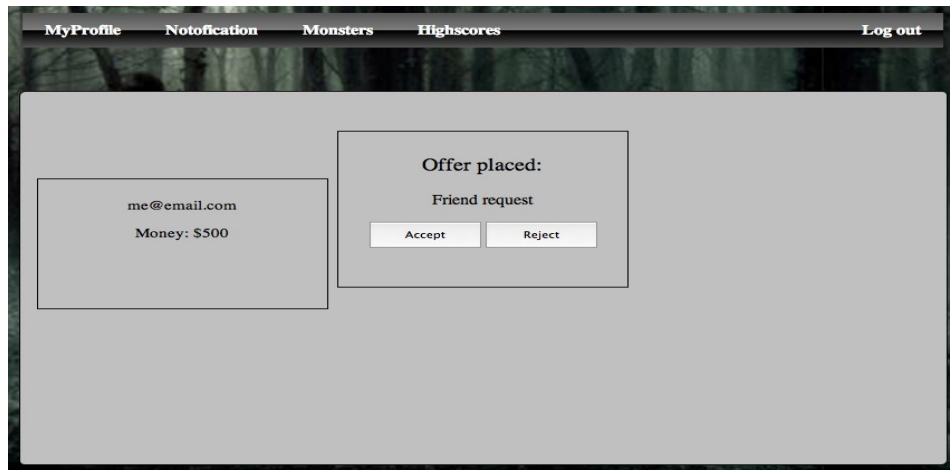 MyProfile Notofication Monsters Highscores Log out
me@email.com
Money: $500
Offer placed:
Friend request
Accept Reject